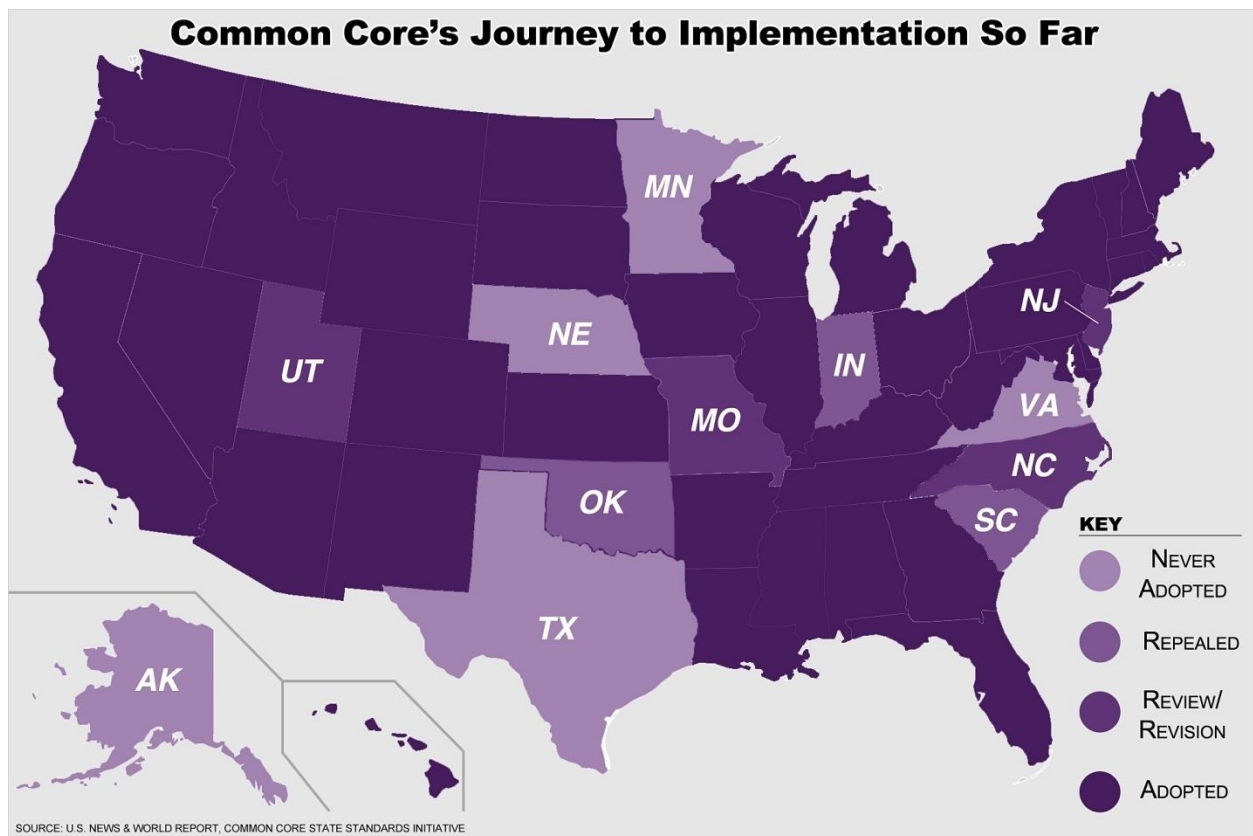 Common Core's Journey to Implementation So Far
MN
NJ
NE
IN
UT
VA
MO
NC
OK
SC
TX
AK
KEY
NEVER
ADOPTED
REPEALED
REVIEW/
REVISION
ADOPTED
SOURCE: U.S. NEWS & WORLD REPORT, COMMON CORE STATE STANDARDS INITIATIVE